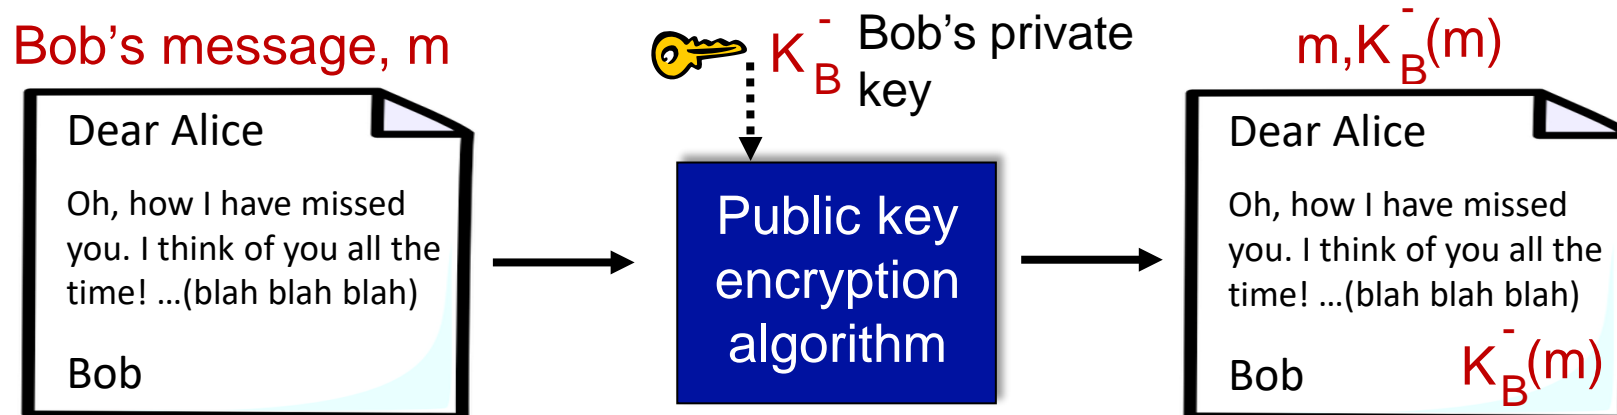 Bob’s message, m
Dear Alice
Oh, how I have missed
you. I think of you all the
time! …(blah blah blah)
Bob
K_B^- Bob’s private
key
Public key
encryption
algorithm
m,K_B^-(m)
Dear Alice
Oh, how I have missed
you. I think of you all the
time! …(blah blah blah)
Bob K_B^-(m)